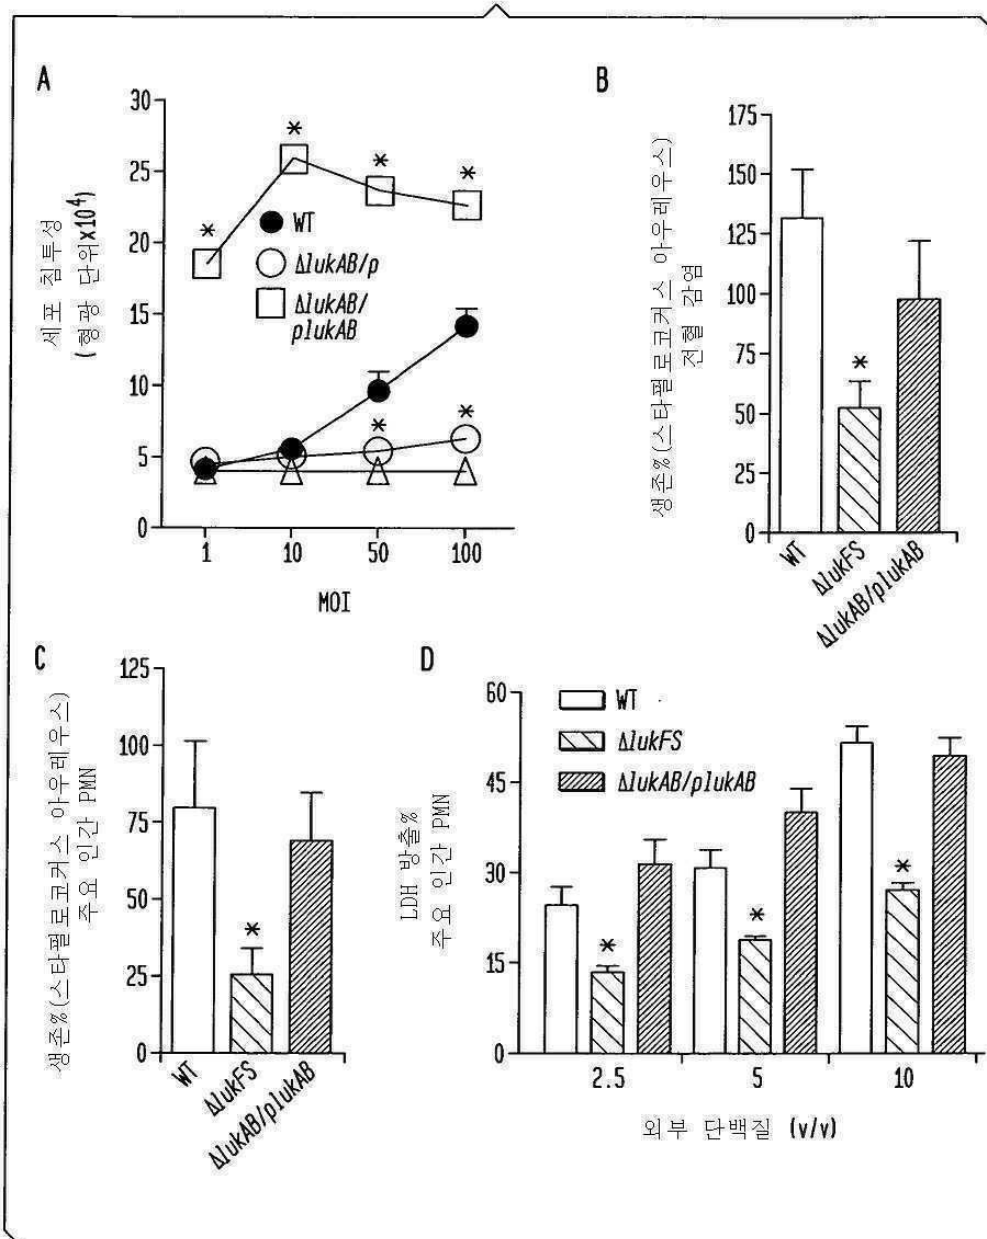 A
세포 침투성
(형광 단위x10⁴)
30
25
20
15
10
5
0
1
10
50
100
MOI
*
*
*
*
*
*
WT
ΔlukAB/p
ΔlukAB/
plukAB
B
생존%(스타필로코커스 아우레우스)
전혈 감염
175
150
125
100
75
50
25
0
*
WT
ΔlukFS
ΔlukAB/plukAB
C
생존%(스타필로코커스 아우레우스)
주요 인간 PMN
125
100
75
50
25
0
*
WT
ΔlukFS
ΔlukAB/plukAB
D
LDH 방출%
주요 인간 PMN
60
45
30
15
0
WT
ΔlukFS
ΔlukAB/plukAB
*
*
*
2.5
5
10
외부 단백질 (v/v)